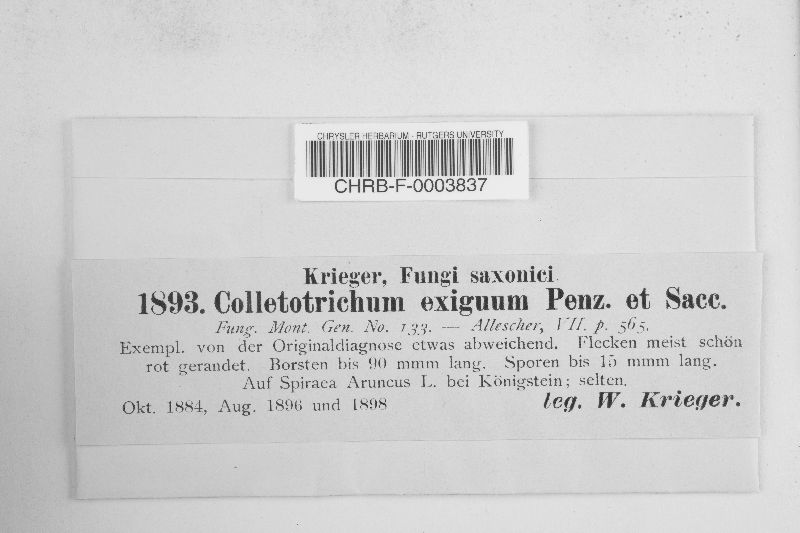 CHRYSLER HERBARIUM - RUTGERS UNIVERSITY
CHRB-F-0003837
Krieger, Fungi saxonici.
1893. Colletotrichum exiguum Penz. et Sacc.
Fung. Mont. Gen. No. 133. — Allescher, VII. p. 565.
Exempl. von der Originaldiagnose etwas abweichend. Flecken meist schön
rot gerandet. Borsten bis 90 mmm lang. Sporen bis 15 mmm lang.
Auf Spiraea Aruncus L. bei Königstein; selten.
Okt. 1884, Aug. 1896 und 1898
leg. W. Krieger.